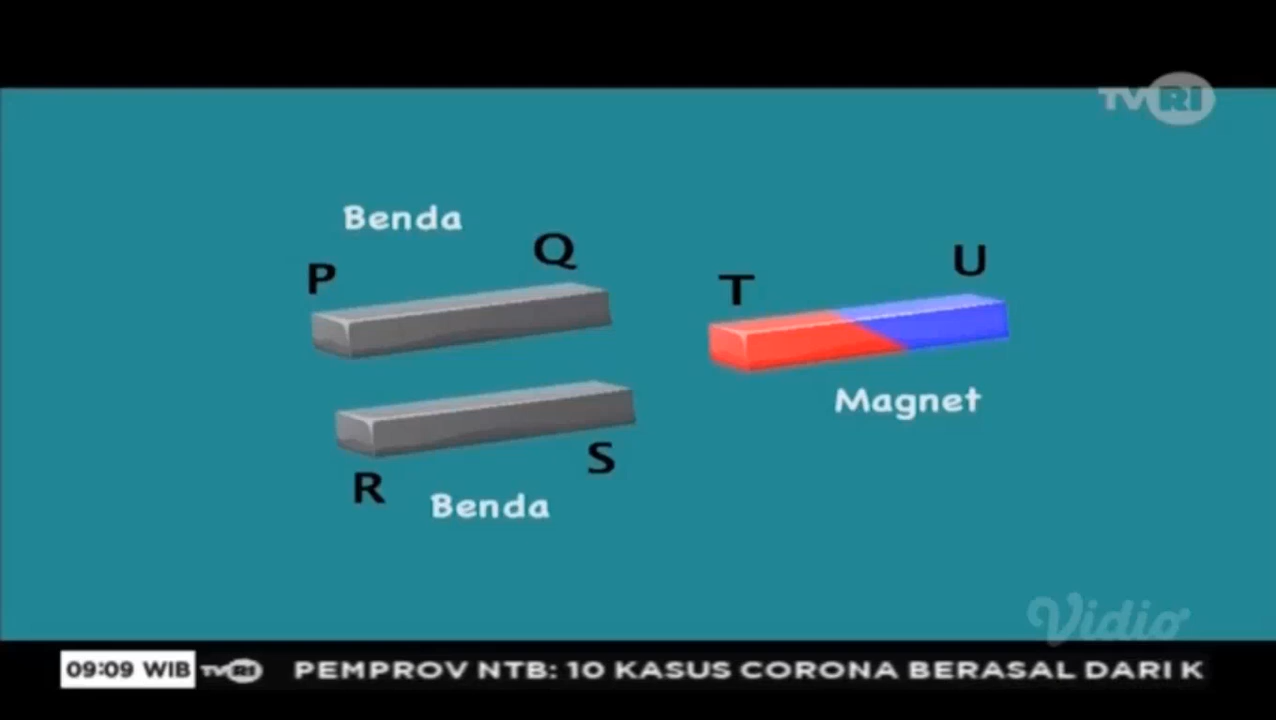 TVRI
Benda
P
Q
T
U
Magnet
R
S
Benda
Vidio
09:09 WIB TVRI PEMPROV NTB: 10 KASUS CORONA BERASAL DARI K